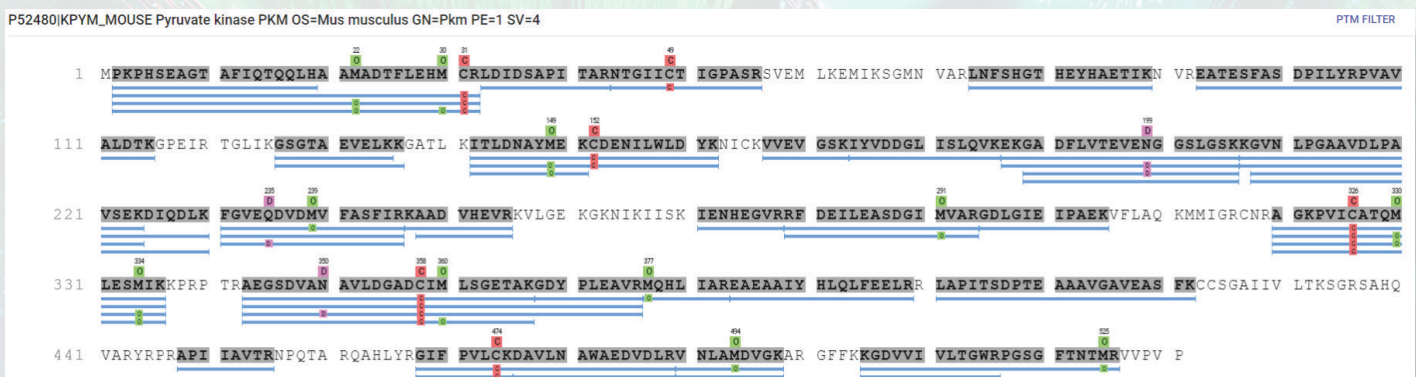 P52480|KPYM_MOUSE Pyruvate kinase PKM OS=Mus musculus GN=Pkm PE=1 SV=4 PTM FILTER
22 30 31 49
O O C C
1 MPKPHSEAGT AFIQTQQLHA AMADTFLEHM CRLDIDSAPI TARNTGIICT IGPASRSVEM LKEMIKSGMN VARLNFSHGT HEYHAETIKN VREATESFAS DPILYRPVAV
C
C
O C
O O C
149 152 199
O C D
111 ALDTKGPEIR TGLIKGSGTA EVELKKGATL KITLDNAYME KCDENILWLD YKNICKVVEV GSKIYVDDGL ISLQVKEKGA DFLVTEVENG GSLGSKKGVN LPGAAVDLPA
C
O C D
O
235 239 291 326 330
D O O C O
221 VSEKDIQDLK FGVEQDVDMV FASFIRKAAD VHEVRKVLGE KGKNIKIISK IENHEGVRRF DEILEASDGI MVARGDLGIE IPAEKVFLAQ KMMIGRCNRA GKPVICATQM
O C
O C O
D C O
C
334 350 358 360 377
O D C O O
331 LESMIKKPRP TRAEGSDVAN AVLDGADCIM LSGETAKGDY PLEAVRMQHL IAREAEAAIY HLQLFEELRR LAPITSDPTE AAAVGAVEAS FKCCSGAIIV LTKSGRSAHQ
C O
C
O D C
O C O
474 494 525
C O O
441 VARYRPRAPI IAVTRNPQTA RQAHLYRGIF PVLCKDAVLN AWAEDVDLRV NLAMDVGKAR GFFKKGDVVI VLTGWRPGSG FTNTMRVVPV P
C O O